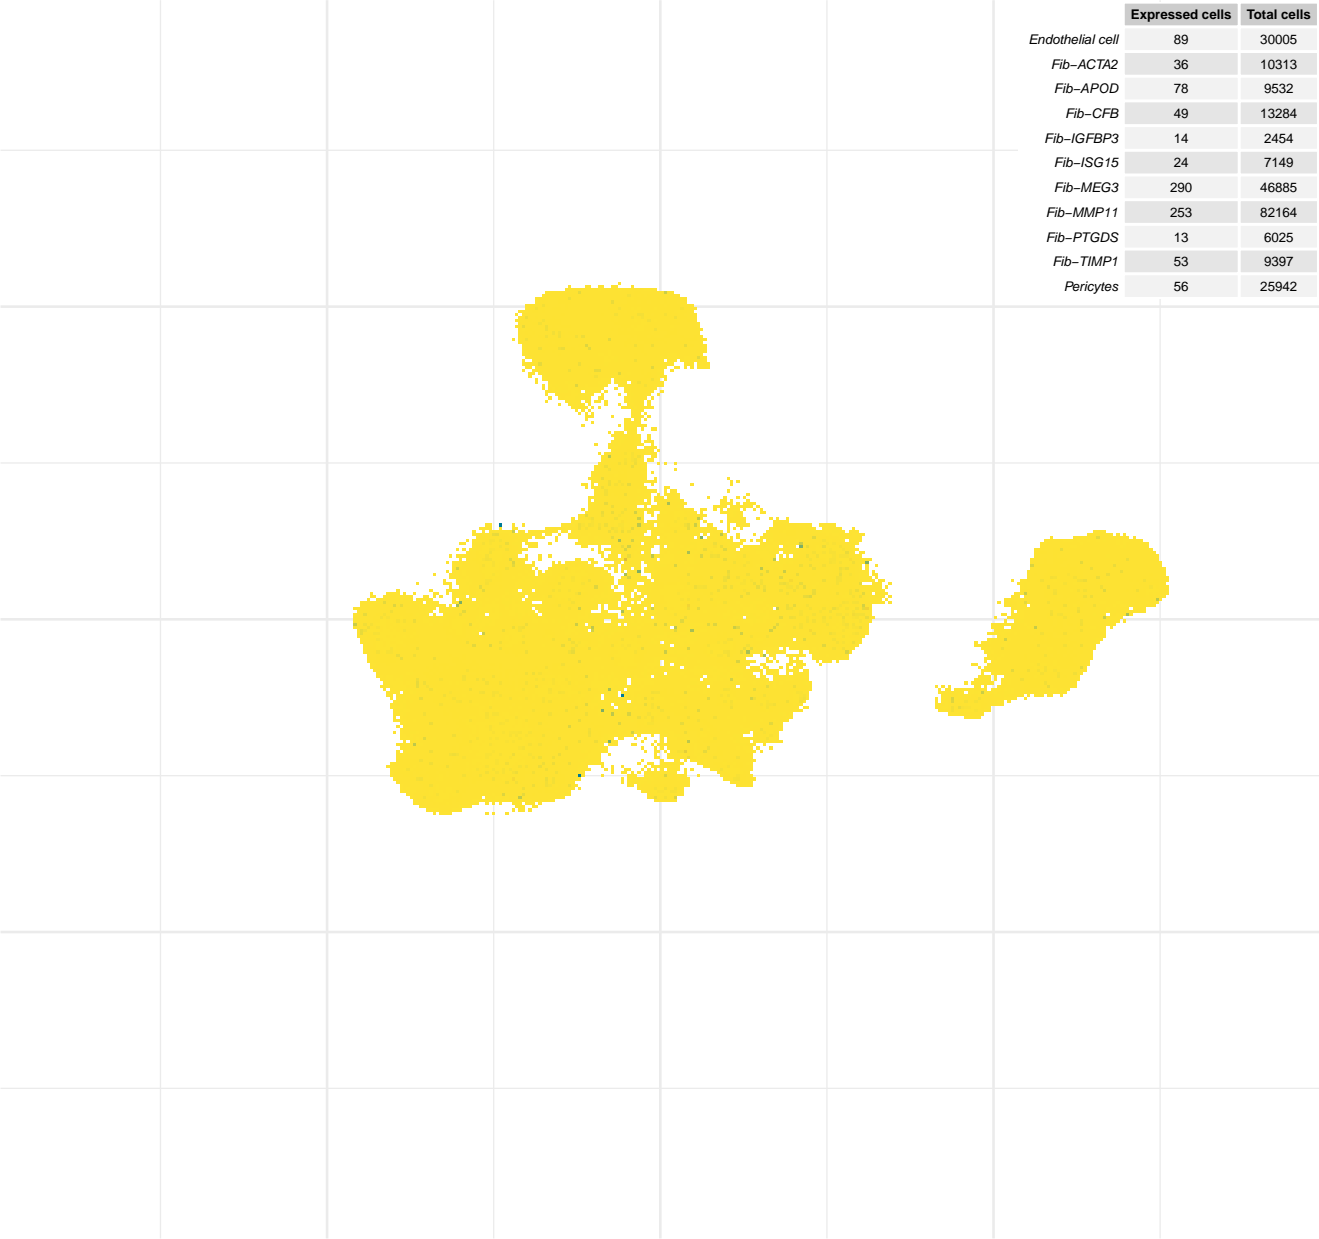 Expressed cells Total cells
Endothelial cell 89 30005
Fib−ACTA2 36 10313
Fib−APOD 78 9532
Fib−CFB 49 13284
Fib−IGFBP3 14 2454
Fib−ISG15 24 7149
Fib−MEG3 290 46885
Fib−MMP11 253 82164
Fib−PTGDS 13 6025
Fib−TIMP1 53 9397
Pericytes 56 25942